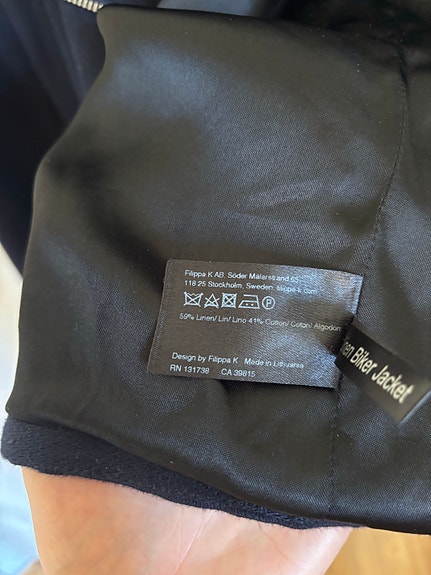 Filippa K AB. Söder Mälarstrand 65
118 25 Stockholm, Sweden. filippa-k.com
59% Linen/ Lin/ Lino 41% Cotton/ Coton/ Algodon
Design by Filippa K Made in Lithuania
RN 131738 CA 39815
Biker Jacket